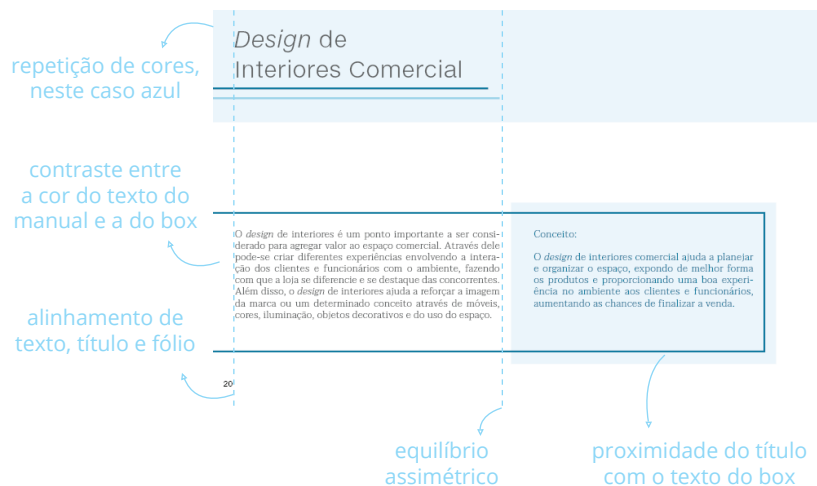 Design de
Interiores Comercial
repetição de cores,
neste caso azul
contraste entre
a cor do texto do
manual e a do box
O design de interiores é um ponto importante a ser consi-
derado para agregar valor ao espaço comercial. Através dele
pode-se criar diferentes experiências envolvendo a intera-
ção dos clientes e funcionários com o ambiente, fazendo
com que a loja se diferencie e se destaque das concorrentes.
Além disso, o design de interiores ajuda a reforçar a imagem
da marca ou um determinado conceito através de móveis,
cores, iluminação, objetos decorativos e do uso do espaço.
Conceito:
O design de interiores comercial ajuda a planejar
e organizar o espaço, expondo de melhor forma
os produtos e proporcionando uma boa experi-
ência no ambiente aos clientes e funcionários,
aumentando as chances de finalizar a venda.
alinhamento de
texto, título e fólio
20
equilíbrio
assimétrico
proximidade do título
com o texto do box